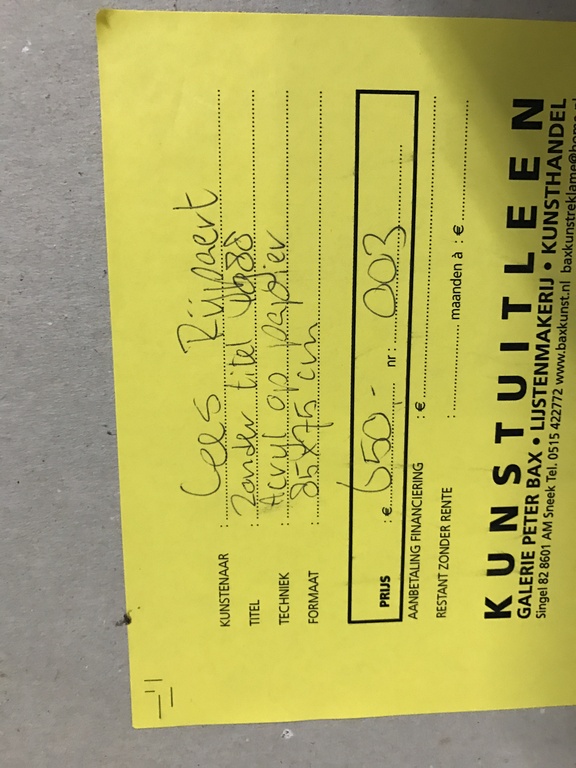 KUNSTENAAR : Cees Rijpaert
TITEL : Zonder titel 1988
TECHNIEK : Acryl op papier
FORMAAT : 85x75 cm
PRIJS : € 650,- nr: 003
AANBETALING FINANCIERING : €
RESTANT ZONDER RENTE : maanden à : €
KUNSTUITLEEN
GALERIE PETER BAX • LIJSTENMAKERIJ • KUNSTHANDEL
Singel 82 8601 AM Sneek Tel. 0515 422772 www.baxkunst.nl